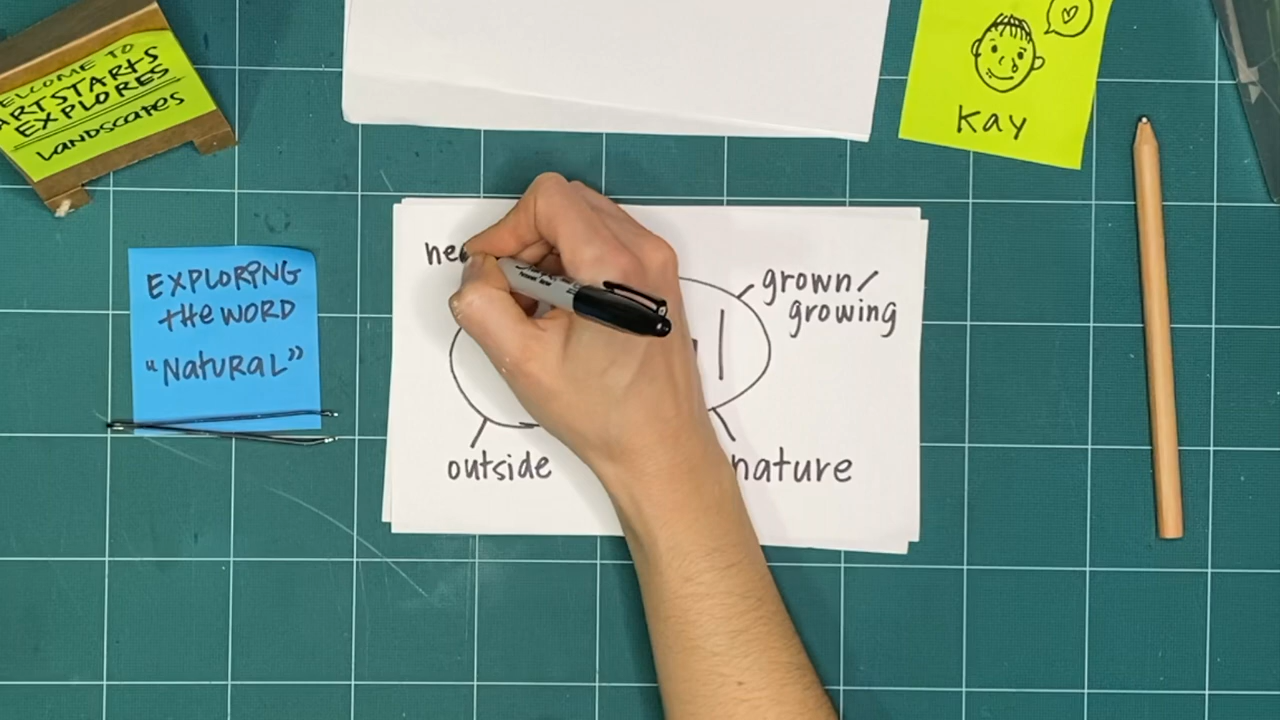 WELCOME TO
ARTSTARTS
EXPLORES
LANDSCAPES
KAY
EXPLORING
THE WORD
"NATURAL"
grown/
growing
outside
nature